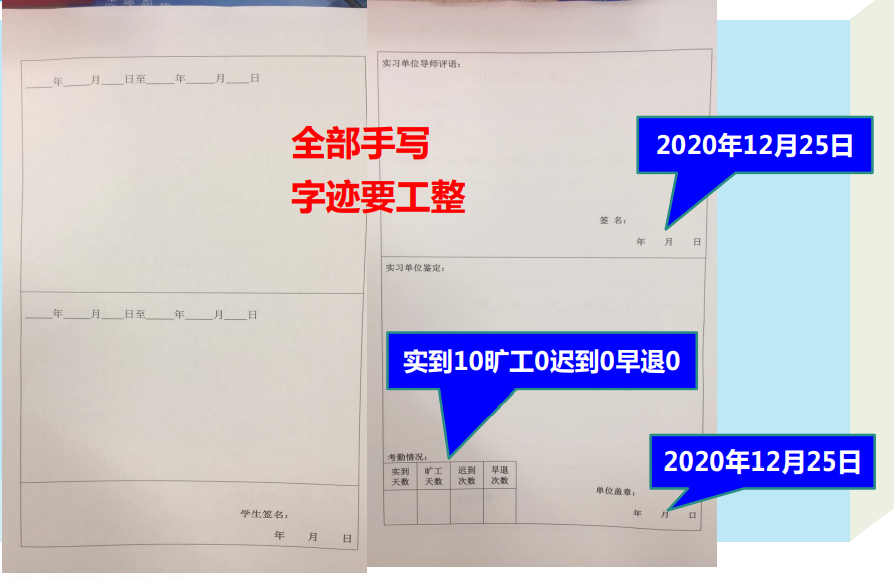 ____年____月____日至____年____月____日
____年____月____日至____年____月____日
学生签名：
年 月 日
全部手写
字迹要工整
实习单位导师评语：
2020年12月25日
签 名：
年 月 日
实习单位鉴定：
实到10旷工0迟到0早退0
考勤情况：
实到天数 旷工天数 迟到次数 早退次数
2020年12月25日
单位盖章：
年 月 日